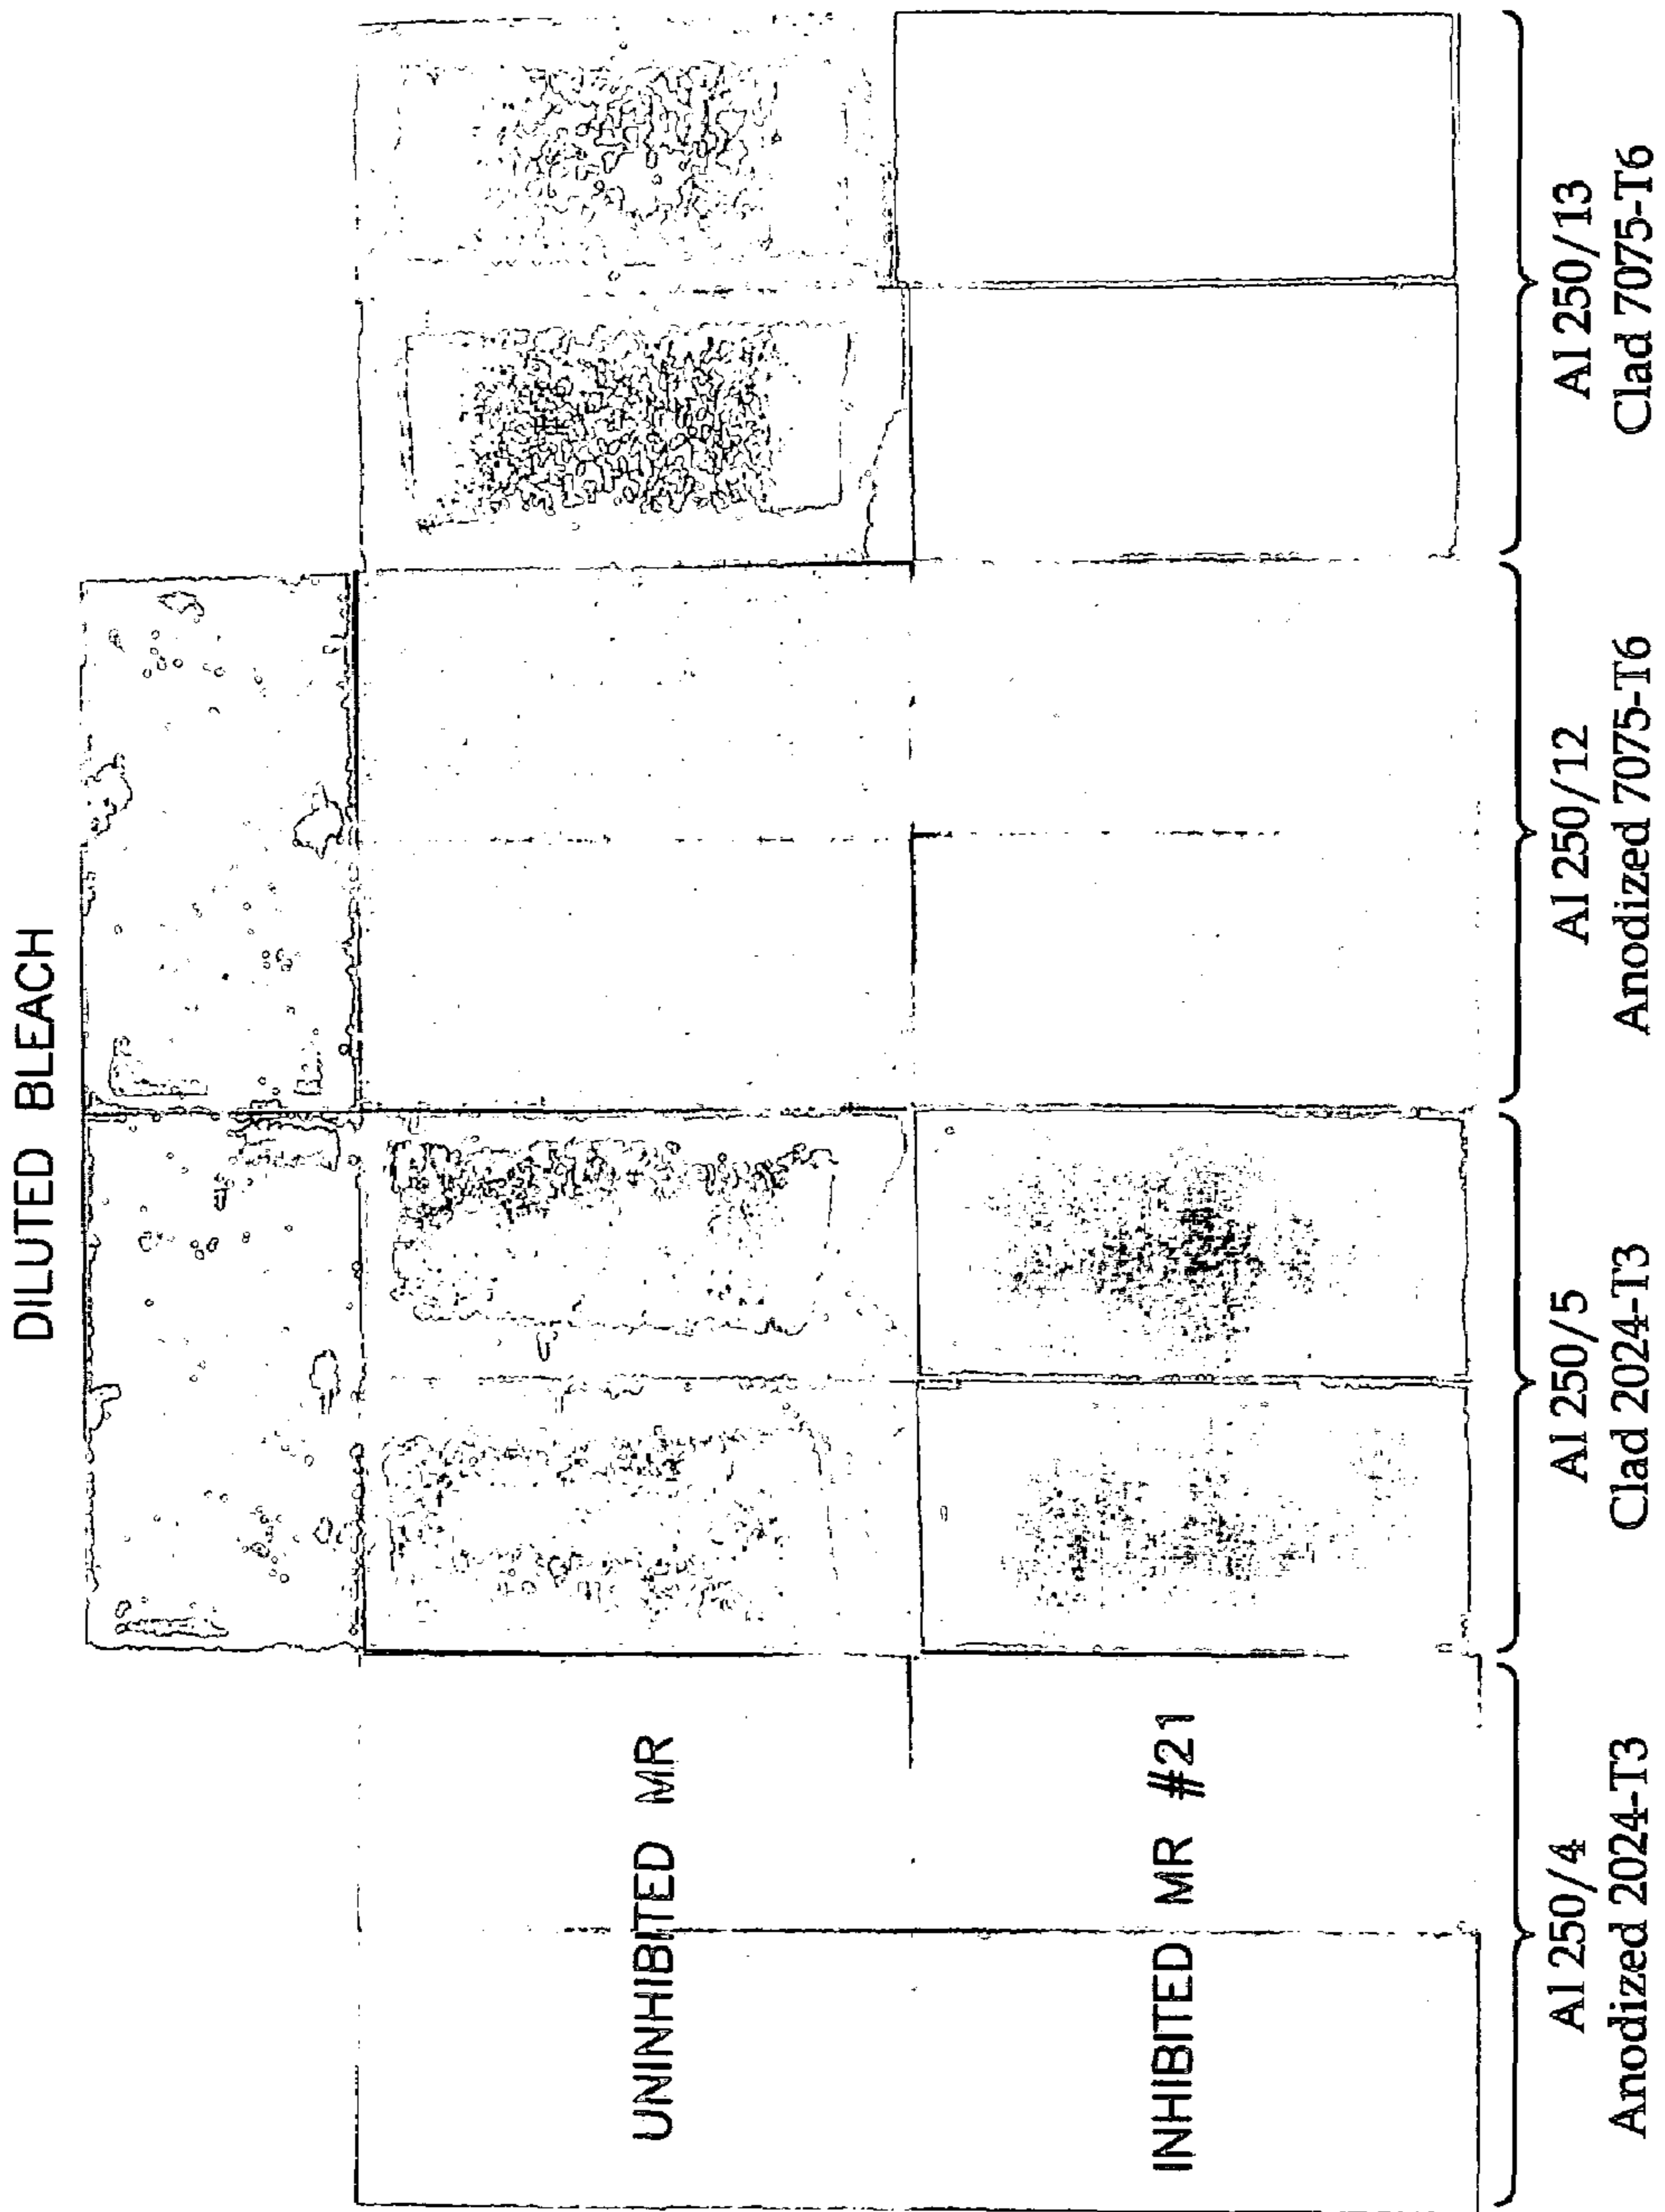 DILUTED BLEACH
UNINHIBITED MR
INHIBITED MR #21
Al 250/4
Anodized 2024-T3
Al 250/5
Clad 2024-T3
Al 250/12
Anodized 7075-T6
Al 250/13
Clad 7075-T6